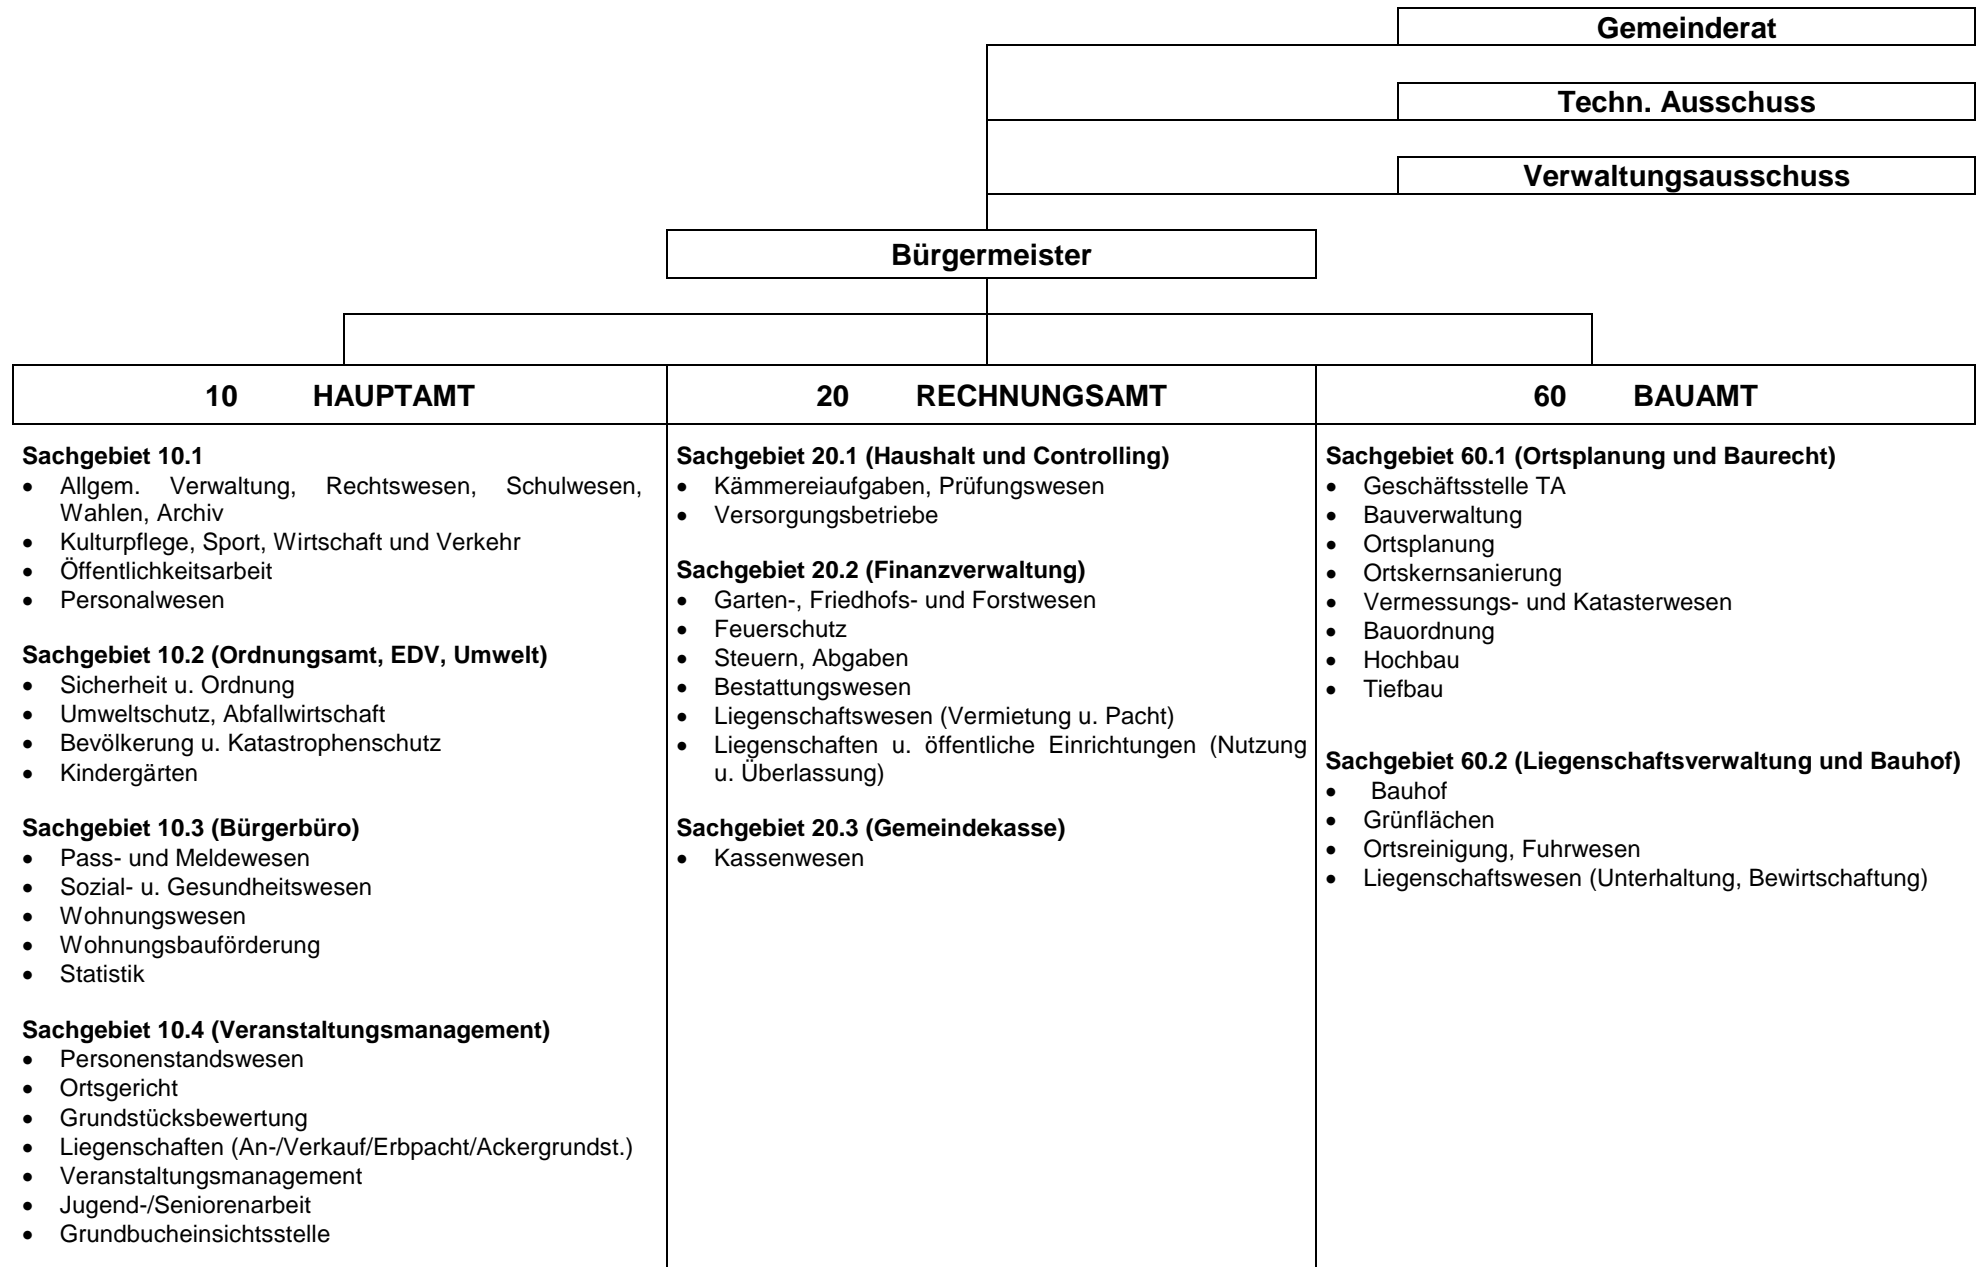 Gemeinderat
Techn. Ausschuss
Verwaltungsausschuss
Bürgermeister
10 HAUPTAMT
20 RECHNUNGSAMT
60 BAUAMT
Sachgebiet 10.1
• Allgem. Verwaltung, Rechtswesen, Schulwesen,
Wahlen, Archiv
• Kulturpflege, Sport, Wirtschaft und Verkehr
• Öffentlichkeitsarbeit
• Personalwesen
Sachgebiet 10.2 (Ordnungsamt, EDV, Umwelt)
• Sicherheit u. Ordnung
• Umweltschutz, Abfallwirtschaft
• Bevölkerung u. Katastrophenschutz
• Kindergärten
Sachgebiet 10.3 (Bürgerbüro)
• Pass- und Meldewesen
• Sozial- u. Gesundheitswesen
• Wohnungswesen
• Wohnungsbauförderung
• Statistik
Sachgebiet 10.4 (Veranstaltungsmanagement)
• Personenstandswesen
• Ortsgericht
• Grundstücksbewertung
• Liegenschaften (An-/Verkauf/Erbpacht/Ackergrundst.)
• Veranstaltungsmanagement
• Jugend-/Seniorenarbeit
• Grundbucheinsichtsstelle
Sachgebiet 20.1 (Haushalt und Controlling)
• Kämmereiaufgaben, Prüfungswesen
• Versorgungsbetriebe
Sachgebiet 20.2 (Finanzverwaltung)
• Garten-, Friedhofs- und Forstwesen
• Feuerschutz
• Steuern, Abgaben
• Bestattungswesen
• Liegenschaftswesen (Vermietung u. Pacht)
• Liegenschaften u. öffentliche Einrichtungen (Nutzung
u. Überlassung)
Sachgebiet 20.3 (Gemeindekasse)
• Kassenwesen
Sachgebiet 60.1 (Ortsplanung und Baurecht)
• Geschäftsstelle TA
• Bauverwaltung
• Ortsplanung
• Ortskernsanierung
• Vermessungs- und Katasterwesen
• Bauordnung
• Hochbau
• Tiefbau
Sachgebiet 60.2 (Liegenschaftsverwaltung und Bauhof)
• Bauhof
• Grünflächen
• Ortsreinigung, Fuhrwesen
• Liegenschaftswesen (Unterhaltung, Bewirtschaftung)